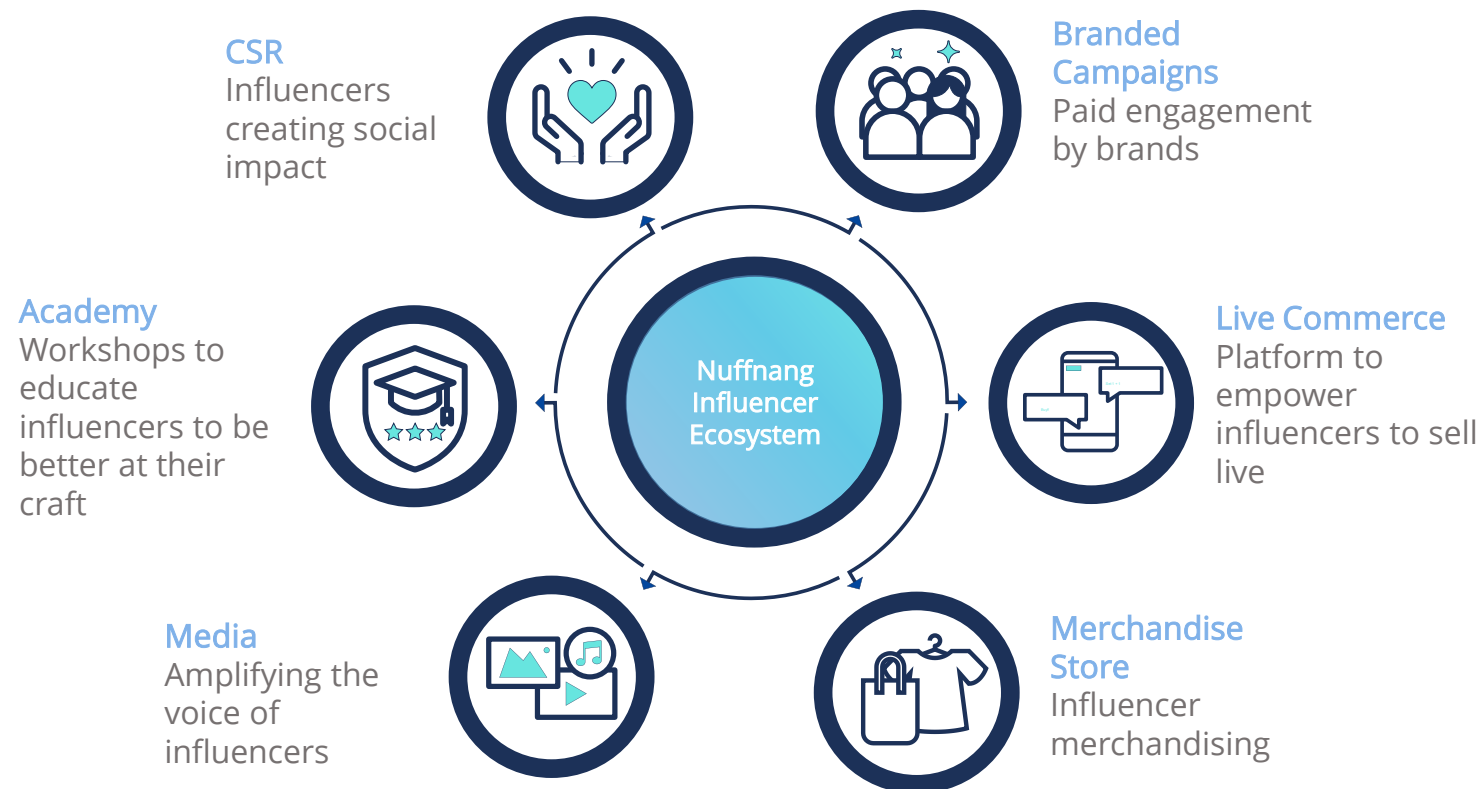 CSR
Influencers
creating social
impact
Branded
Campaigns
Paid engagement
by brands
Academy
Workshops to
educate
influencers to be
better at their
craft
Nuffnang
Influencer
Ecosystem
Live Commerce
Platform to
empower
influencers to sell
live
Media
Amplifying the
voice of
influencers
Merchandise
Store
Influencer
merchandising